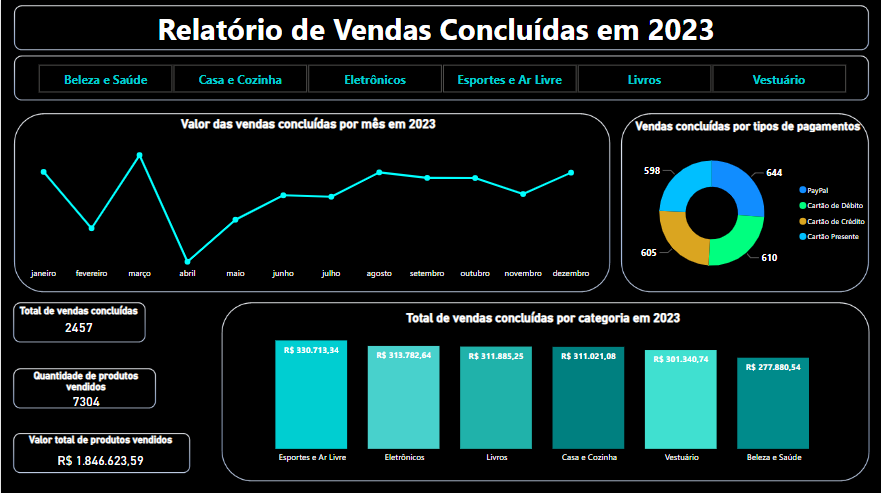 Relatório de Vendas Concluídas em 2023
Beleza e Saúde
Casa e Cozinha
Eletrônicos
Esportes e Ar Livre
Livros
Vestuário
Valor das vendas concluídas por mês em 2023
janeiro
fevereiro
março
abril
maio
junho
julho
agosto
setembro
outubro
novembro
dezembro
Vendas concluídas por tipos de pagamentos
598
644
605
610
PayPal
Cartão de Débito
Cartão de Crédito
Cartão Presente
Total de vendas concluídas
2457
Quantidade de produtos
vendidos
7304
Valor total de produtos vendidos
R$ 1.846.623,59
Total de vendas concluídas por categoria em 2023
R$ 330.713,34
R$ 313.782,64
R$ 311.885,25
R$ 311.021,08
R$ 301.340,74
R$ 277.880,54
Esportes e Ar Livre
Eletrônicos
Livros
Casa e Cozinha
Vestuário
Beleza e Saúde